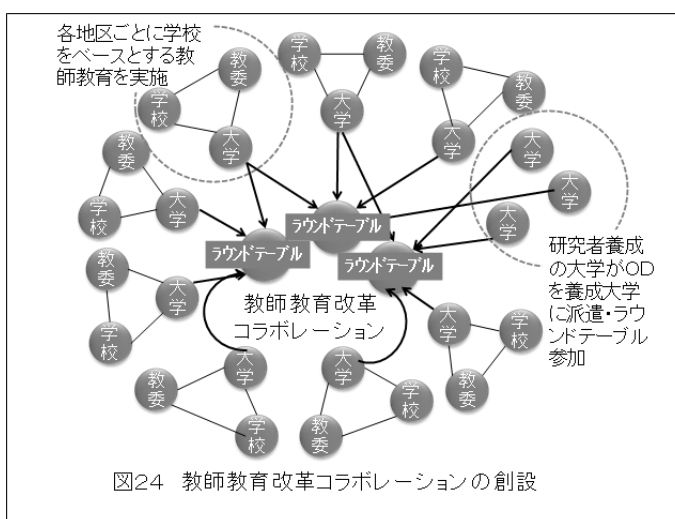 各地区ごとに学校
をベースとする教
師教育を実施
教委
学校
大学
学校
教委
大学
学校
教委
大学
大学
大学
大学
教委
学校
大学
ラウンドテーブル
ラウンドテーブル
ラウンドテーブル
教師教育改革
コラボレーション
研究者養成
の大学がOD
を養成大学
に派遣・ラウ
ンドテーブル
参加
教委
大学
学校
大学
教委
学校
大学
学校
教委
大学
学校
教委
図24 教師教育改革コラボレーションの創設